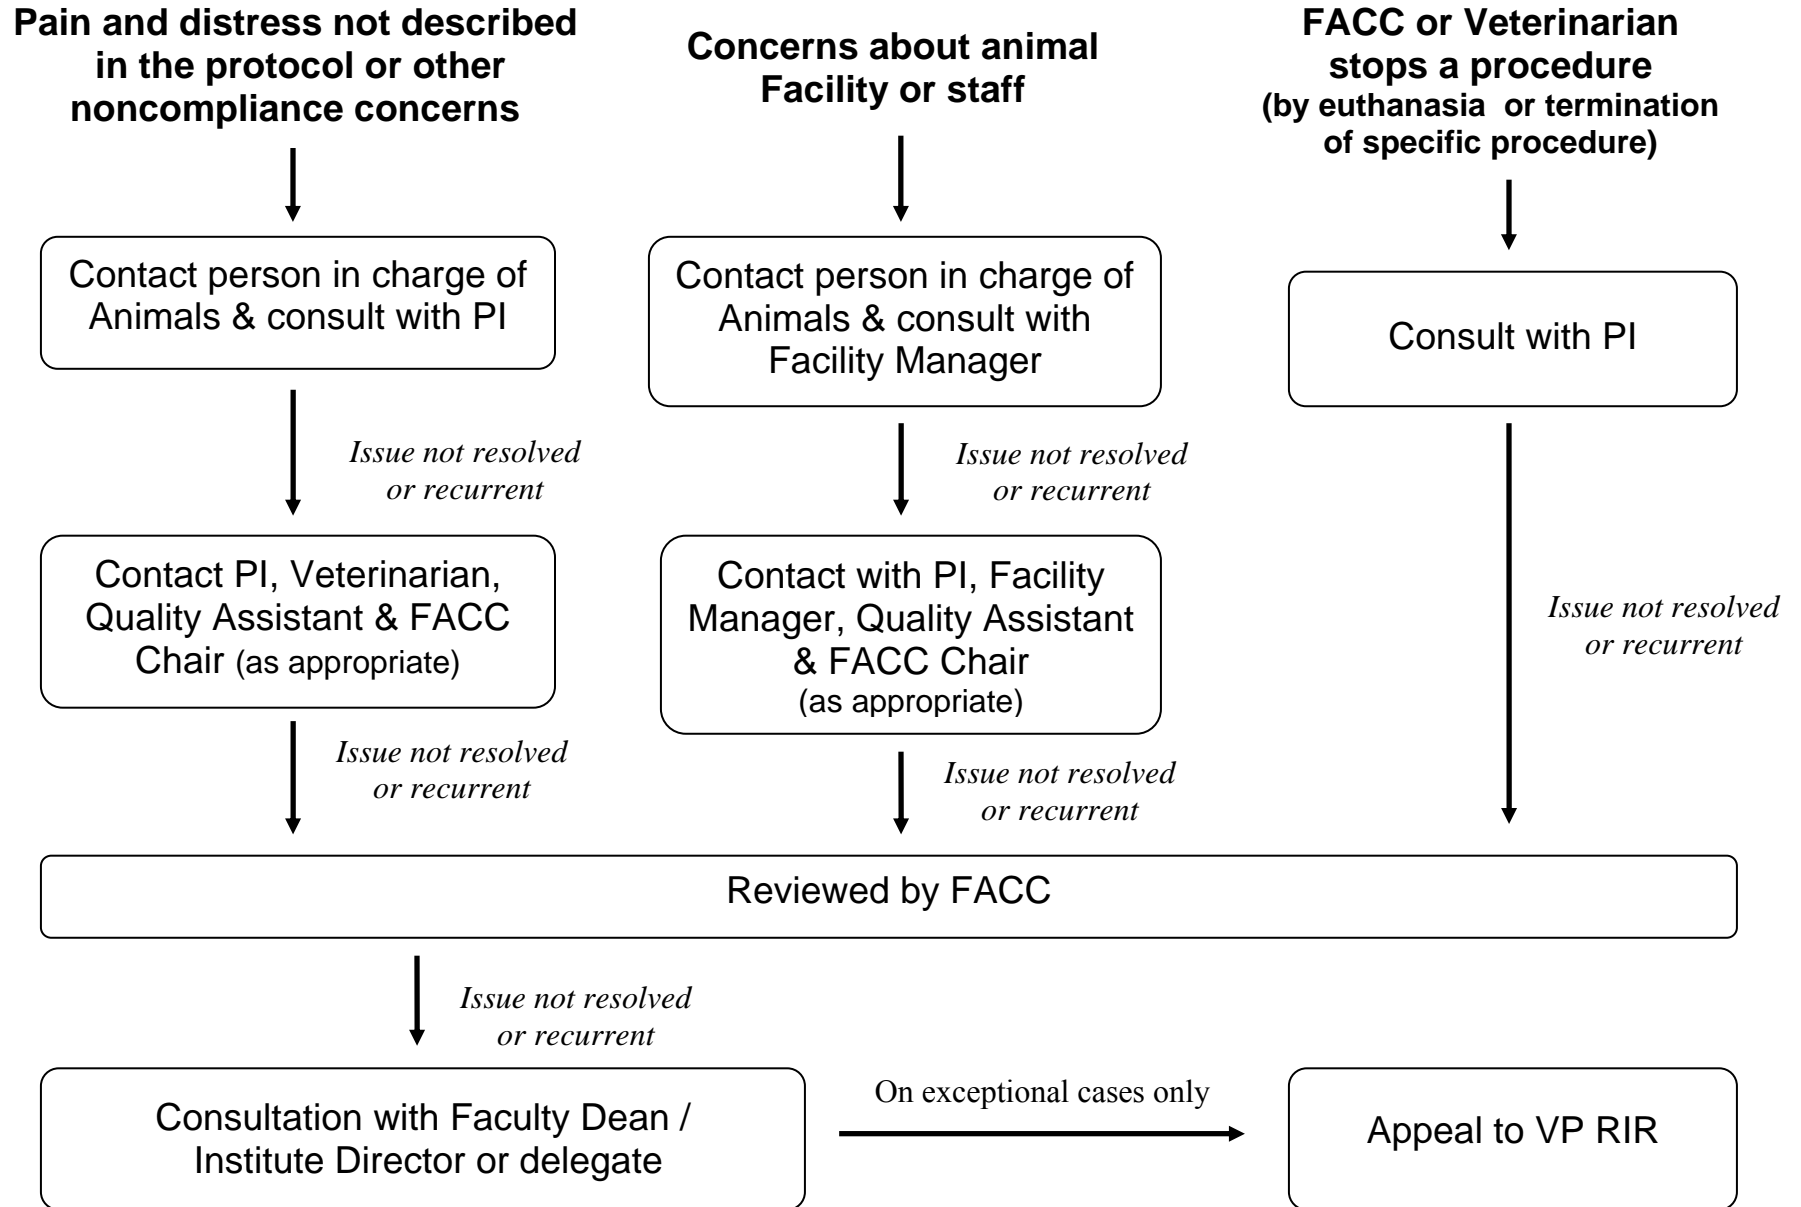 Pain and distress not described
in the protocol or other
noncompliance concerns
Concerns about animal
Facility or staff
FACC or Veterinarian
stops a procedure
(by euthanasia or termination
of specific procedure)
Contact person in charge of
Animals & consult with PI
Contact person in charge of
Animals & consult with
Facility Manager
Consult with PI
Issue not resolved
or recurrent
Issue not resolved
or recurrent
Issue not resolved
or recurrent
Contact PI, Veterinarian,
Quality Assistant & FACC
Chair (as appropriate)
Contact with PI, Facility
Manager, Quality Assistant
& FACC Chair
(as appropriate)
Issue not resolved
or recurrent
Issue not resolved
or recurrent
Reviewed by FACC
Issue not resolved
or recurrent
Consultation with Faculty Dean /
Institute Director or delegate
On exceptional cases only
Appeal to VP RIR